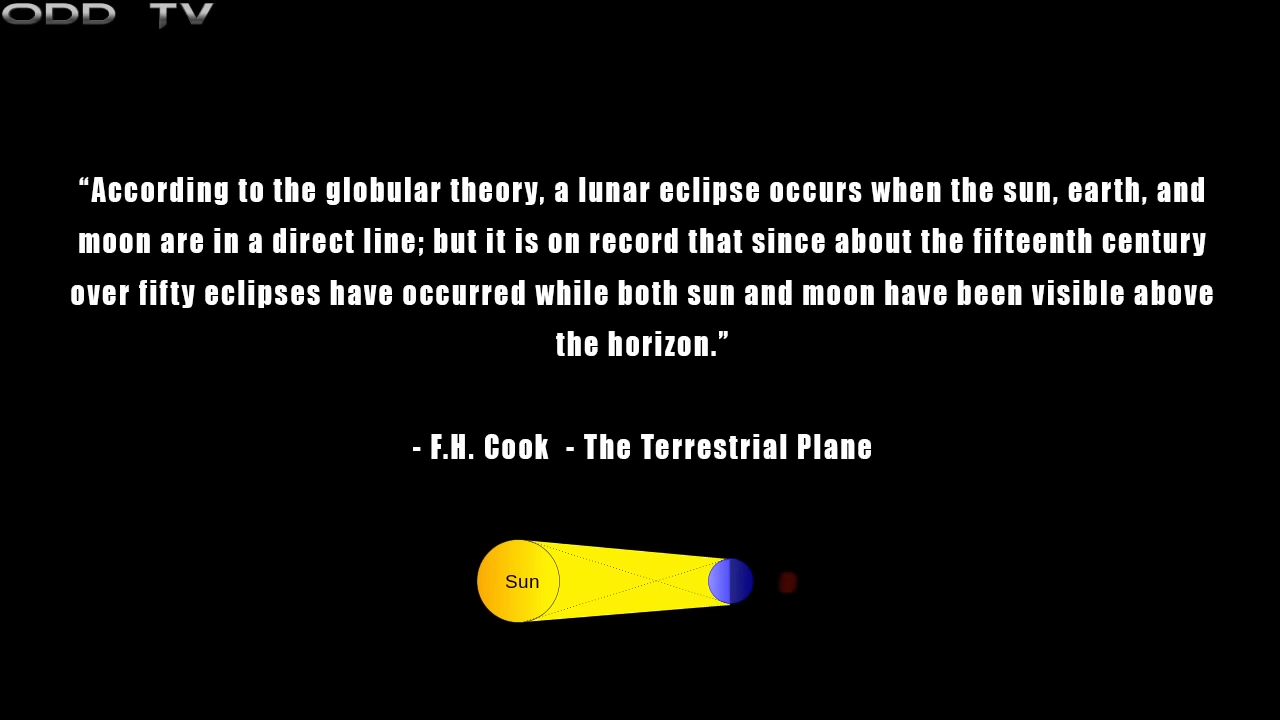 ODD TV
“According to the globular theory, a lunar eclipse occurs when the sun, earth, and
moon are in a direct line; but it is on record that since about the fifteenth century
over fifty eclipses have occurred while both sun and moon have been visible above
the horizon.”
- F.H. Cook - The Terrestrial Plane
Sun